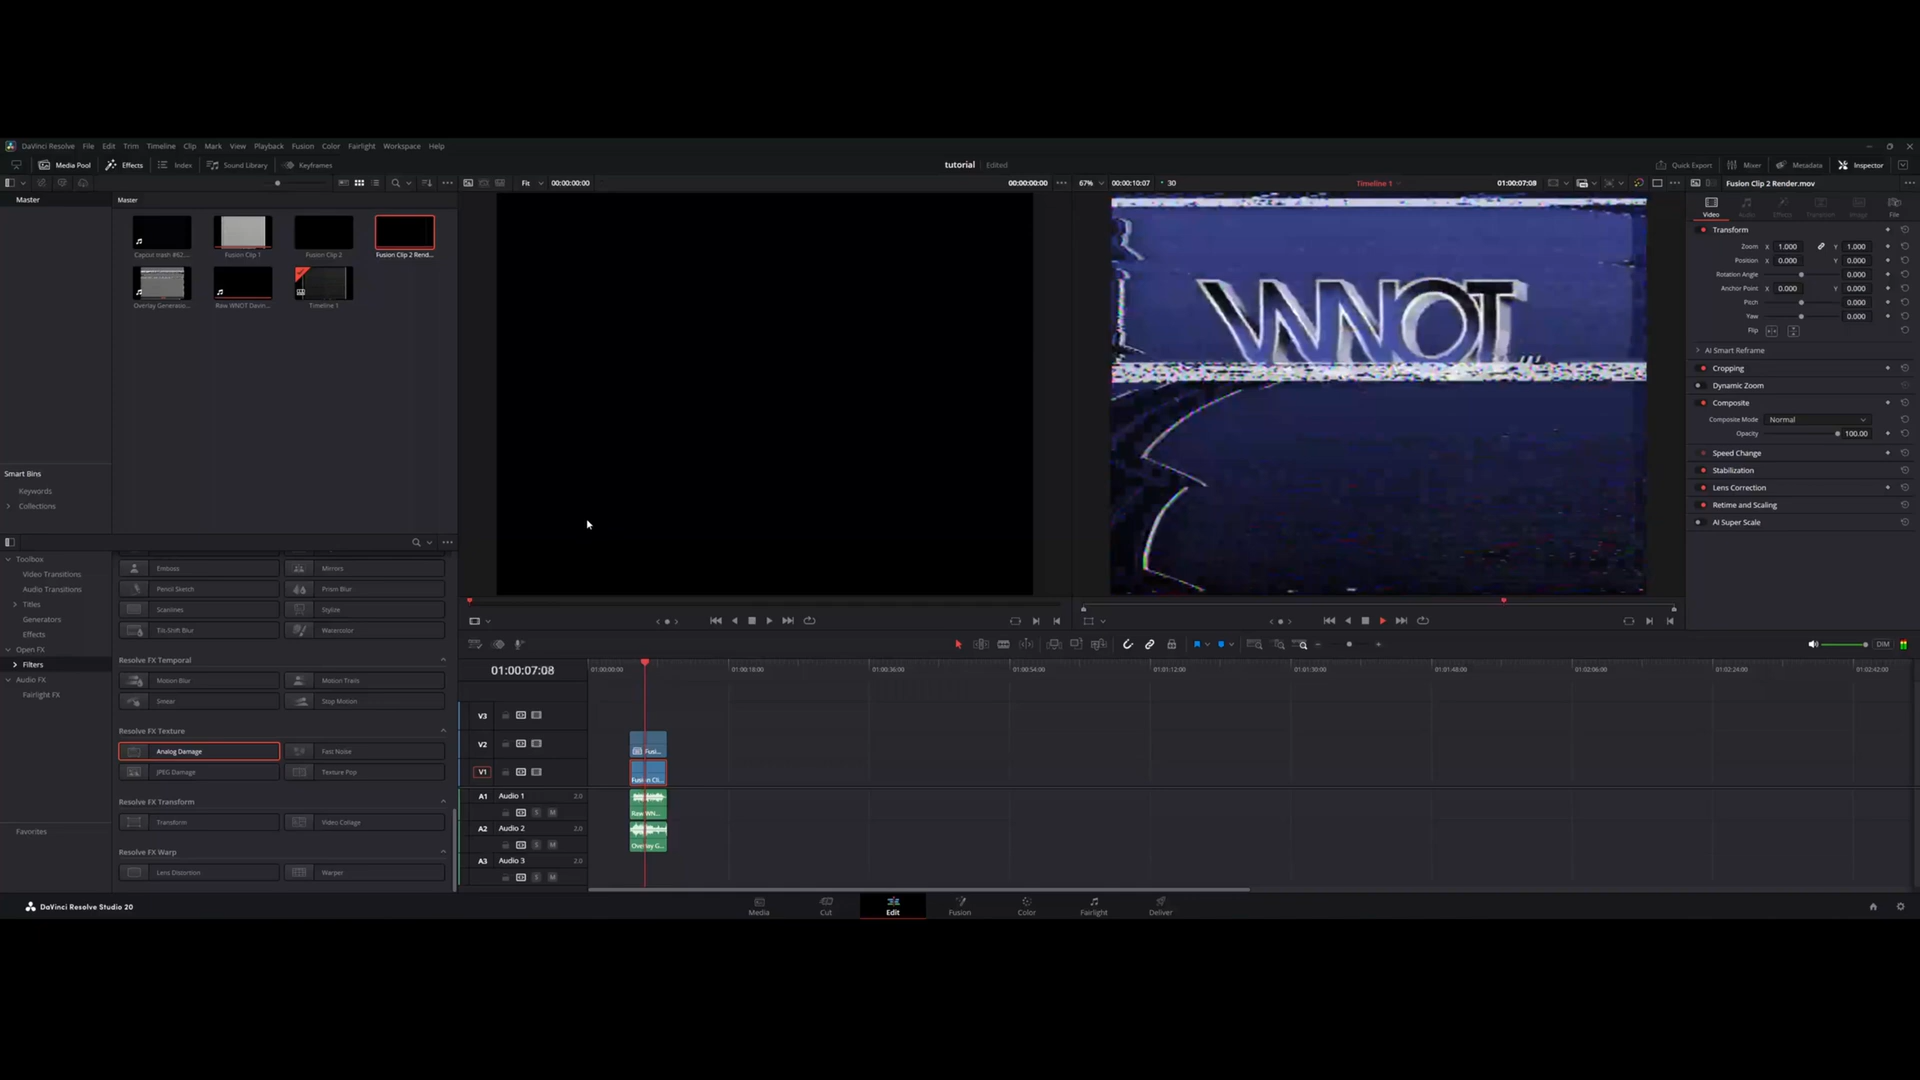 DaVinci Resolve File Edit Trim Timeline Clip Mark View Playback Fusion Color Fairlight Workspace Help
Media Pool Effects Index Sound Library Keyframes
tutorial Edited
Quick Export Mixer Metadata Inspector
Fit 00:00:00:00 00:00:00:00
67% 00:00:10:07 30 Timeline 1 01:00:07:08
Fusion Clip 2 Render.mov
Master
Master
Capcut trash #62...
Fusion Clip 1
Fusion Clip 2
Fusion Clip 2 Rend...
Overlay Generatio...
Raw WNOT Davin...
Timeline 1
Smart Bins
Keywords
Collections
WNOT
Video Audio Effects Transition Image File
Transform
Zoom X 1.000 Y 1.000
Position X 0.000 Y 0.000
Rotation Angle 0.000
Anchor Point X 0.000 Y 0.000
Pitch 0.000
Yaw 0.000
Flip
AI Smart Reframe
Cropping
Dynamic Zoom
Composite
Composite Mode Normal
Opacity 100.00
Speed Change
Stabilization
Lens Correction
Retime and Scaling
AI Super Scale
Toolbox
Video Transitions
Audio Transitions
Titles
Generators
Effects
Open FX
Filters
Audio FX
Fairlight FX
Favorites
Emboss Mirrors
Pencil Sketch Prism Blur
Scanlines Stylize
Tilt-Shift Blur Watercolor
Resolve FX Temporal
Motion Blur Motion Trails
Smear Stop Motion
Resolve FX Texture
Analog Damage Fast Noise
JPEG Damage Texture Pop
Resolve FX Transform
Transform Video Collage
Resolve FX Warp
Lens Distortion Warper
DIM
01:00:07:08
01:00:00:00 01:00:18:00 01:00:36:00 01:00:54:00 01:01:12:00 01:01:30:00 01:01:48:00 01:02:06:00 01:02:24:00 01:02:42:00
V3
V2
Fusi...
V1
Fusion Cli...
A1 Audio 1 2.0
S M
Raw WN...
A2 Audio 2 2.0
S M
Overlay G...
A3 Audio 3 2.0
S M
DaVinci Resolve Studio 20
Media Cut Edit Fusion Color Fairlight Deliver